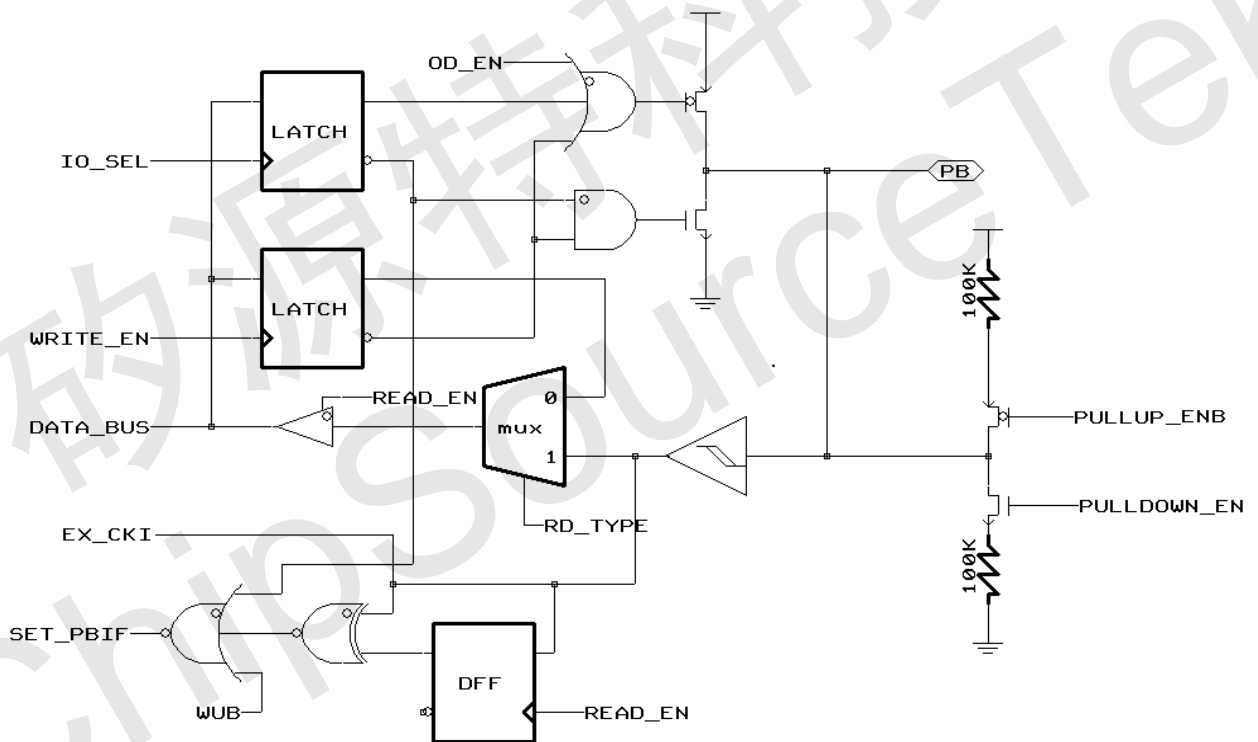 OD_EN
LATCH
IO_SEL
PB
100K
LATCH
WRITE_EN
READ_EN
0
DATA_BUS
mux
1
PULLUP_ENB
PULLDOWN_EN
RD_TYPE
EX_CKI
100K
SET_PBIF
DFF
WUB
READ_EN
矽源特科技
ChipSourceTek